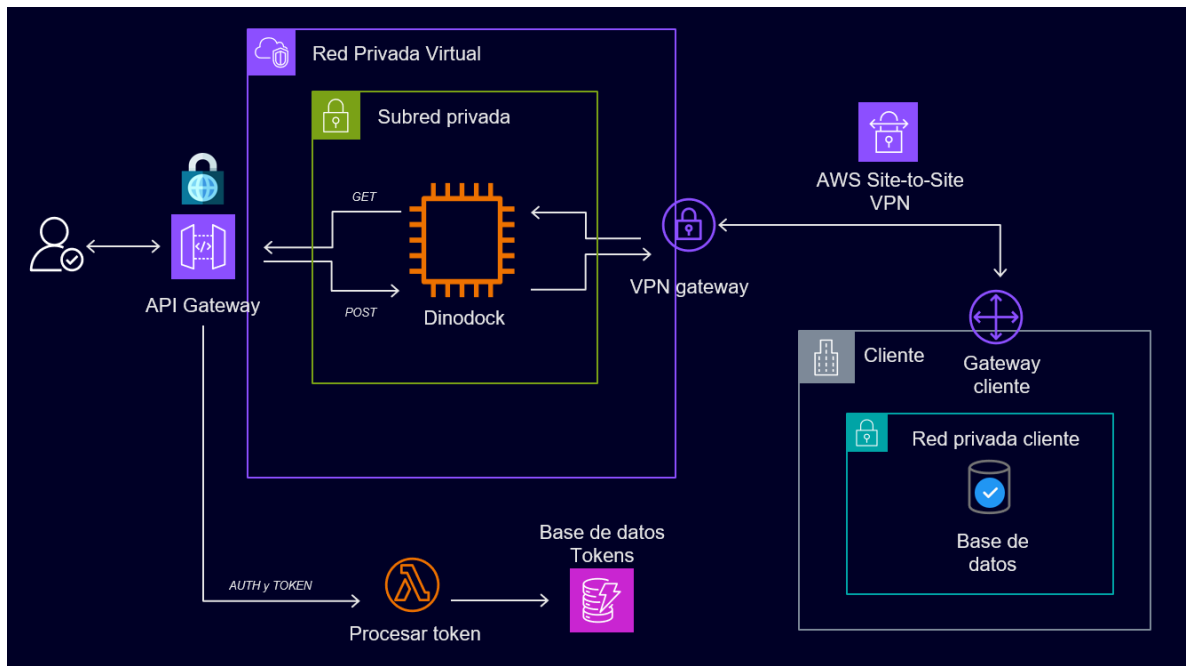 Red Privada Virtual
Subred privada
GET
POST
Dinodock
API Gateway
VPN gateway
AWS Site-to-Site
VPN
Cliente
Gateway
cliente
Red privada cliente
Base de
datos
AUTH y TOKEN
Procesar token
Base de datos
Tokens